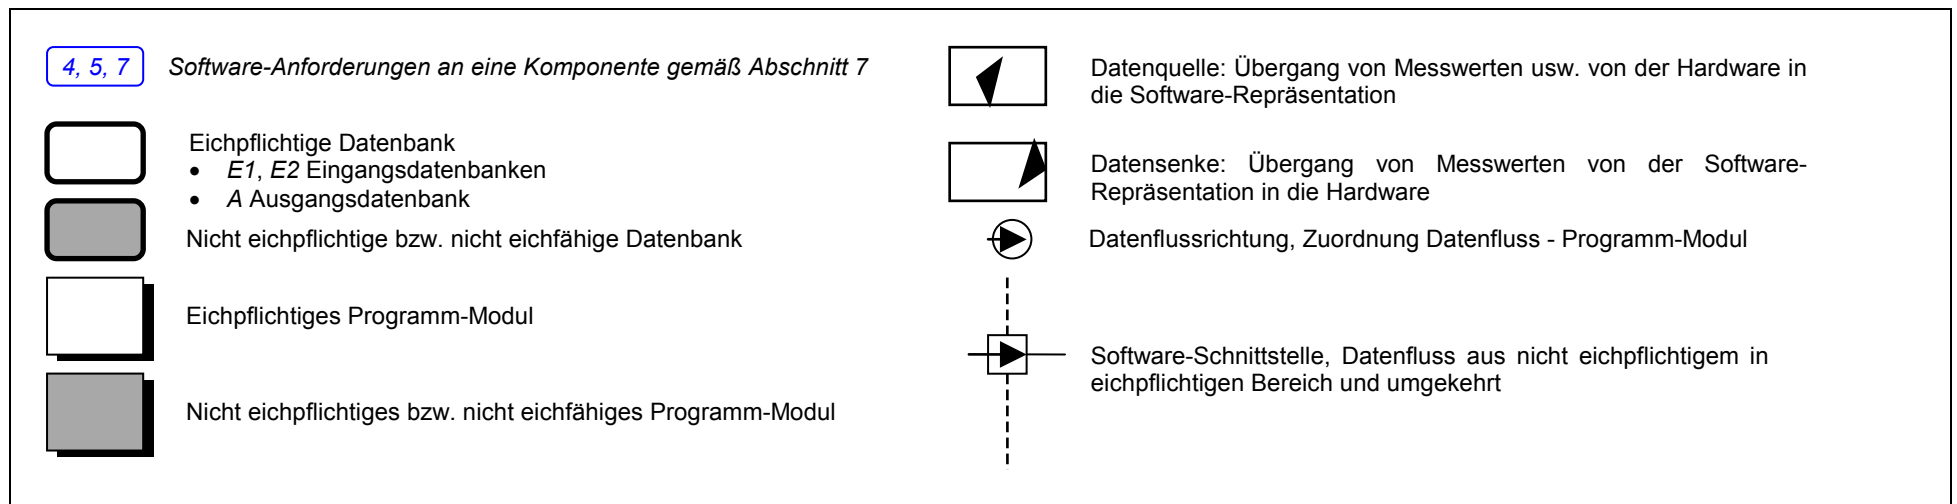 4, 5, 7 Software-Anforderungen an eine Komponente gemäß Abschnitt 7
Eichpflichtige Datenbank
• E1, E2 Eingangsdatenbanken
• A Ausgangsdatenbank
Nicht eichpflichtige bzw. nicht eichfähige Datenbank
Eichpflichtiges Programm-Modul
Nicht eichpflichtiges bzw. nicht eichfähiges Programm-Modul
Datenquelle: Übergang von Messwerten usw. von der Hardware in
die Software-Repräsentation
Datensenke: Übergang von Messwerten von der Software-
Repräsentation in die Hardware
Datenflussrichtung, Zuordnung Datenfluss - Programm-Modul
Software-Schnittstelle, Datenfluss aus nicht eichpflichtigem in
eichpflichtigen Bereich und umgekehrt